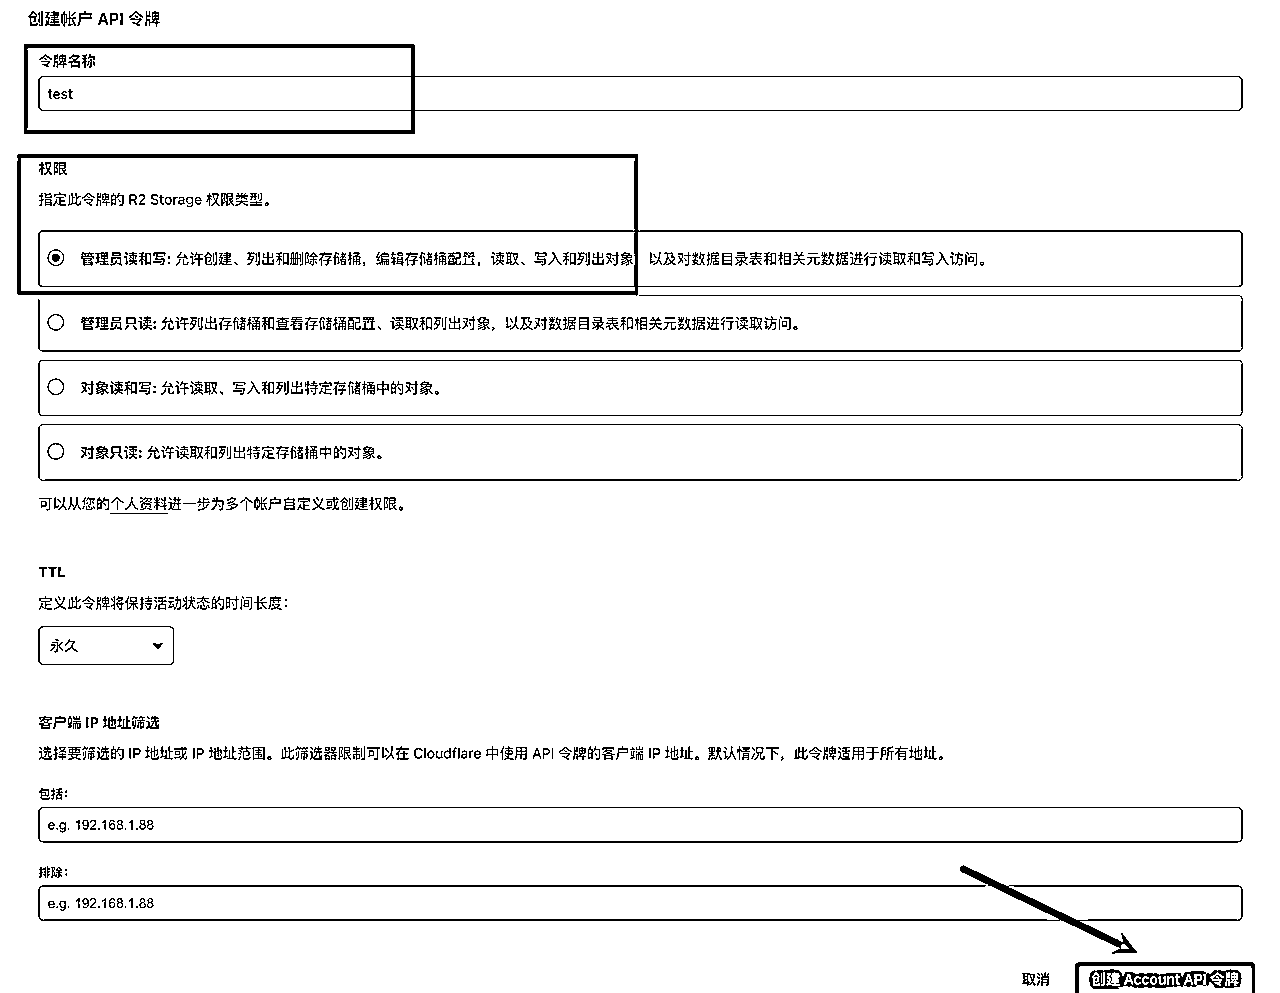 创建帐户 API 令牌
令牌名称
test
权限
指定此令牌的 R2 Storage 权限类型。
管理员读和写: 允许创建、列出和删除存储桶，编辑存储桶配置，读取、写入和列出对象，以及对数据目录表和相关元数据进行读取和写入访问。
管理员只读: 允许列出存储桶和查看存储桶配置、读取和列出对象，以及对数据目录表和相关元数据进行读取访问。
对象读和写: 允许读取、写入和列出特定存储桶中的对象。
对象只读: 允许读取和列出特定存储桶中的对象。
可以从您的个人资料进一步为多个帐户自定义或创建权限。
TTL
定义此令牌将保持活动状态的时间长度：
永久
客户端 IP 地址筛选
选择要筛选的 IP 地址或 IP 地址范围。此筛选器限制可以在 Cloudflare 中使用 API 令牌的客户端 IP 地址。默认情况下，此令牌适用于所有地址。
包括：
e.g. 192.168.1.88
排除：
e.g. 192.168.1.88
取消
创建 Account API 令牌